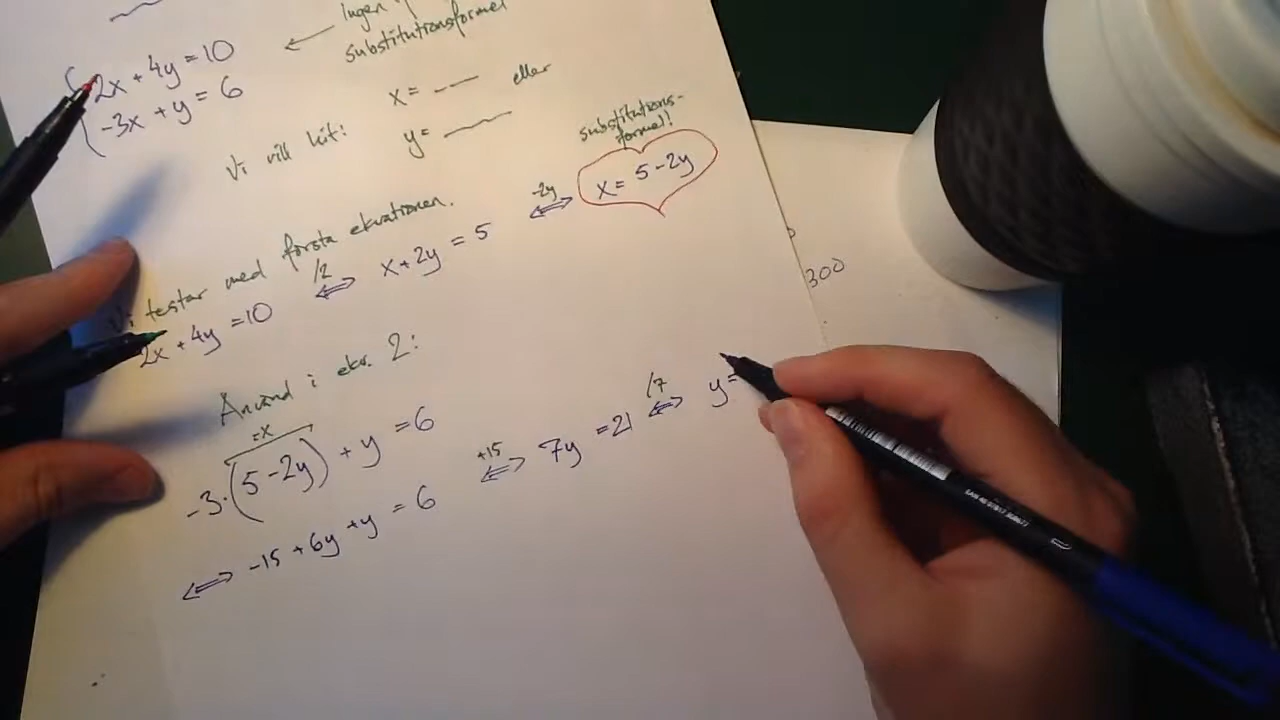 ingen
substitutionsformel
2x + 4y = 10
-3x + y = 6
Vi vill håt:
x = eller
y =
substitutions-
formel!
Vi testar med första ekvationen.
2x + 4y = 10 /2 ⟺ x + 2y = 5 -2y ⟺ x = 5 - 2y
300
Använd i ekv. 2:
=x
-3·(5 - 2y) + y = 6
⟺ -15 + 6y + y = 6 +15 ⟺ 7y = 21 /7 ⟺ y =